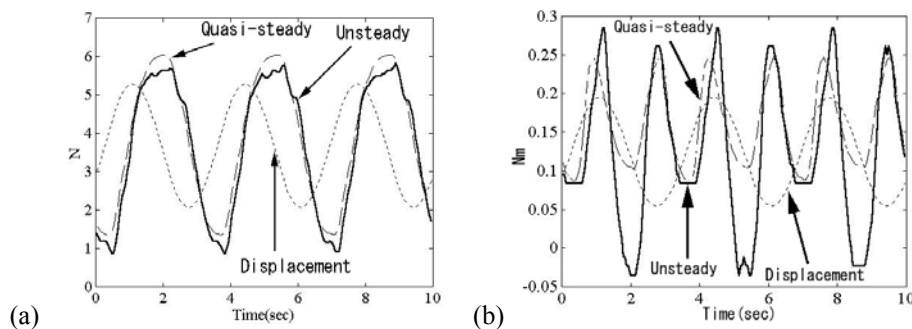 (a)
7
6
5
4
3
2
1
0
N
Quasi-steady
Unsteady
Displacement
0 2 4 6 8 10
Time(sec)
(b)
0.3
0.25
0.2
0.15
0.1
0.05
0
-0.05
Nm
Quasi-steady
Unsteady
Displacement
0 2 4 6 8 10
Time(sec)